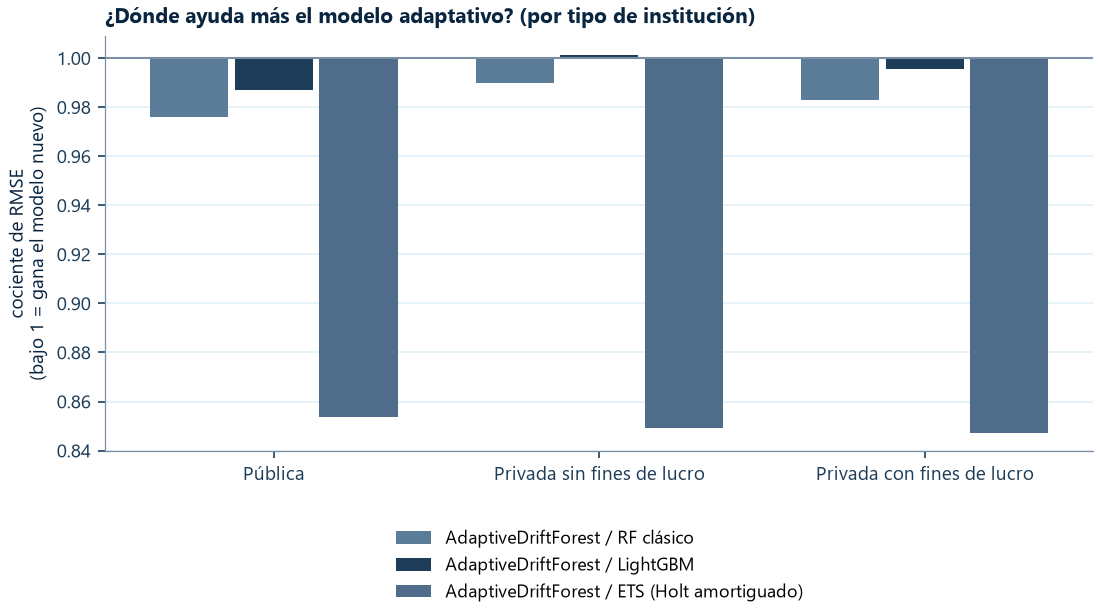 ¿Dónde ayuda más el modelo adaptativo? (por tipo de institución)
cociente de RMSE
(bajo 1 = gana el modelo nuevo)
1.00
0.98
0.96
0.94
0.92
0.90
0.88
0.86
0.84
Pública
Privada sin fines de lucro
Privada con fines de lucro
AdaptiveDriftForest / RF clásico
AdaptiveDriftForest / LightGBM
AdaptiveDriftForest / ETS (Holt amortiguado)